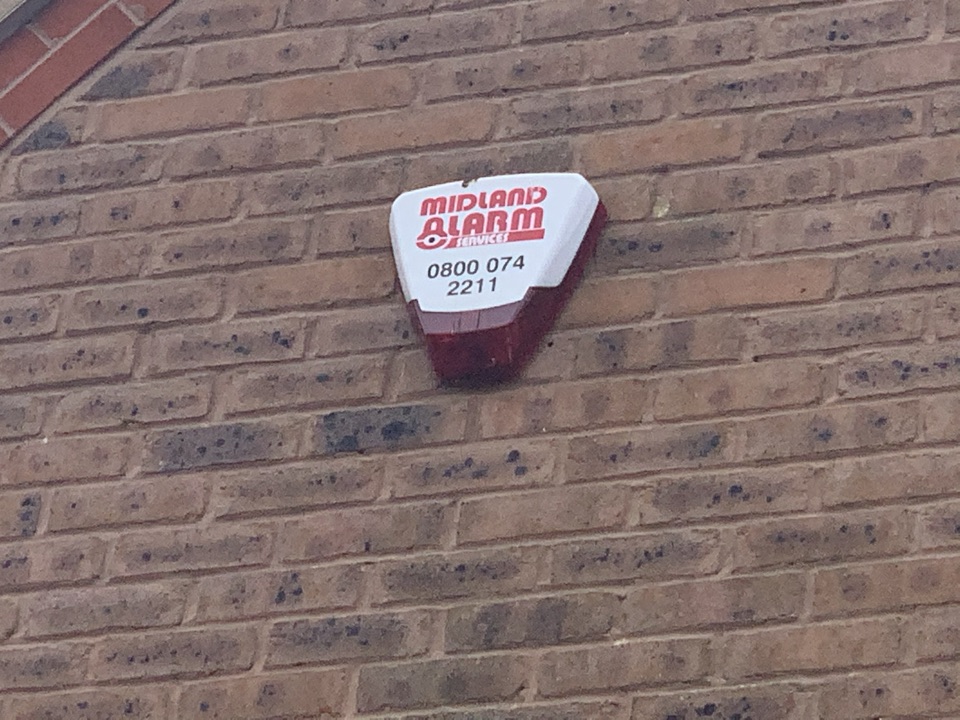 MIDLAND
ALARM
SERVICES
0800 074
2211